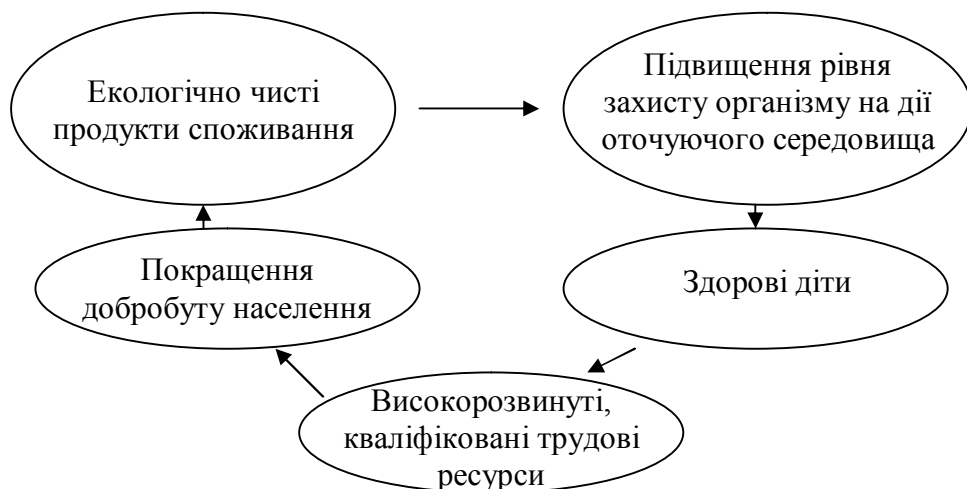 Екологічно чисті
продукти споживання
Підвищення рівня
захисту організму на дії
оточуючого середовища
Здорові діти
Високорозвинуті,
кваліфіковані трудові
ресурси
Покращення
добробуту населення